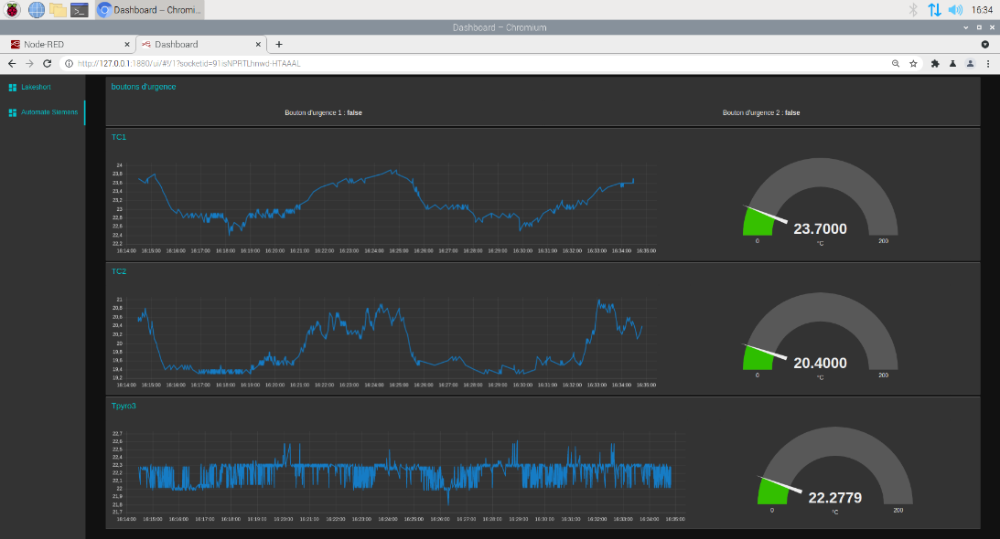 Dashboard – Chromi...
16:34
Dashboard – Chromium
Node-RED
Dashboard
http://127.0.0.1:1880/ui/#!/1?socketid=91isNPRTLhnwd-HTAAAL
Lakeshort
Automate Siemens
boutons d'urgence
Bouton d'urgence 1 : false
Bouton d'urgence 2 : false
TC1
24
23,8
23,6
23,4
23,2
23
22,8
22,6
22,4
22,2
16:14:00 16:15:00 16:16:00 16:17:00 16:18:00 16:19:00 16:20:00 16:21:00 16:22:00 16:23:00 16:24:00 16:25:00 16:26:00 16:27:00 16:28:00 16:29:00 16:30:00 16:31:00 16:32:00 16:33:00 16:34:00 16:35:00
23.7000
0
°C
200
TC2
21
20,8
20,6
20,4
20,2
20
19,8
19,6
19,4
19,2
16:14:00 16:15:00 16:16:00 16:17:00 16:18:00 16:19:00 16:20:00 16:21:00 16:22:00 16:23:00 16:24:00 16:25:00 16:26:00 16:27:00 16:28:00 16:29:00 16:30:00 16:31:00 16:32:00 16:33:00 16:34:00 16:35:00
20.4000
0
°C
200
Tpyro3
22,7
22,6
22,5
22,4
22,3
22,2
22,1
22
21,9
21,8
21,7
16:14:00 16:15:00 16:16:00 16:17:00 16:18:00 16:19:00 16:20:00 16:21:00 16:22:00 16:23:00 16:24:00 16:25:00 16:26:00 16:27:00 16:28:00 16:29:00 16:30:00 16:31:00 16:32:00 16:33:00 16:34:00 16:35:00
22.2779
0
°C
200